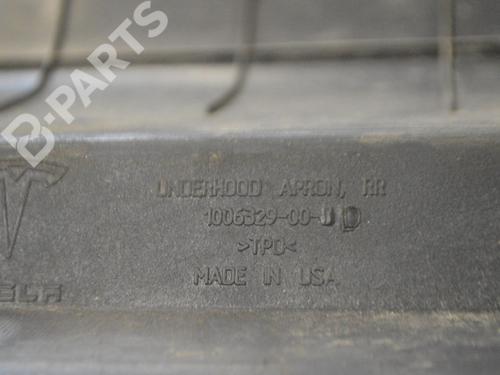 B-PARTS
UNDERHOOD APRON, RR
1006329-00-J D
>TPO<
MADE IN USA